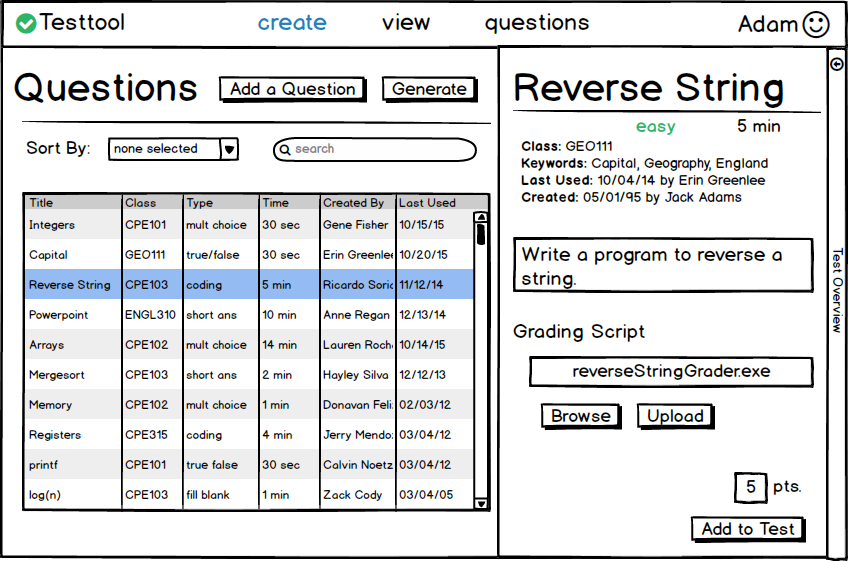 Testtool create view questions Adam
Questions Add a Question Generate
Sort By: none selected search
Title Class Type Time Created By Last Used
Integers CPE101 mult choice 30 sec Gene Fisher 10/15/15
Capital GEO111 true/false 30 sec Erin Greenlee 10/20/15
Reverse String CPE103 coding 5 min Ricardo Soric 11/12/14
Powerpoint ENGL310 short ans 10 min Anne Regan 12/13/14
Arrays CPE102 mult choice 14 min Lauren Roch 10/14/15
Mergesort CPE103 short ans 2 min Hayley Silva 12/12/13
Memory CPE102 mult choice 1 min Donavan Feli 02/03/12
Registers CPE315 coding 4 min Jerry Mendo 03/04/12
printf CPE101 true false 30 sec Calvin Noetz 03/04/12
log(n) CPE103 fill blank 1 min Zack Cody 03/04/05
Reverse String
easy 5 min
Class: GEO111
Keywords: Capital, Geography, England
Last Used: 10/04/14 by Erin Greenlee
Created: 05/01/95 by Jack Adams
Write a program to reverse a
string.
Grading Script
reverseStringGrader.exe
Browse Upload
5 pts.
Add to Test
Test Overview